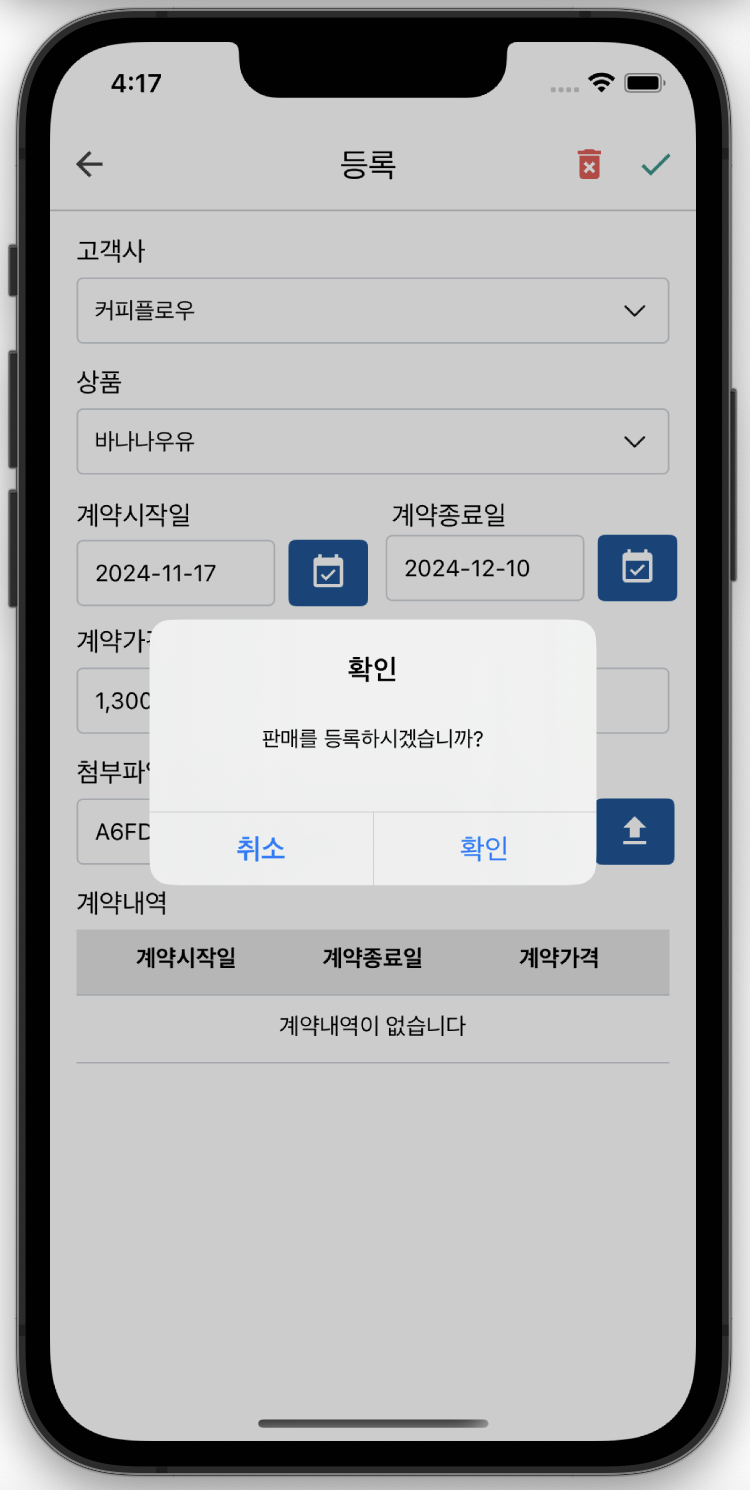 4:17
등록
고객사
커피플로우
상품
바나나우유
계약시작일 계약종료일
2024-11-17 2024-12-10
계약가
1,300
확인
판매를 등록하시겠습니까?
첨부파
A6FD
취소 확인
계약내역
계약시작일 계약종료일 계약가격
계약내역이 없습니다